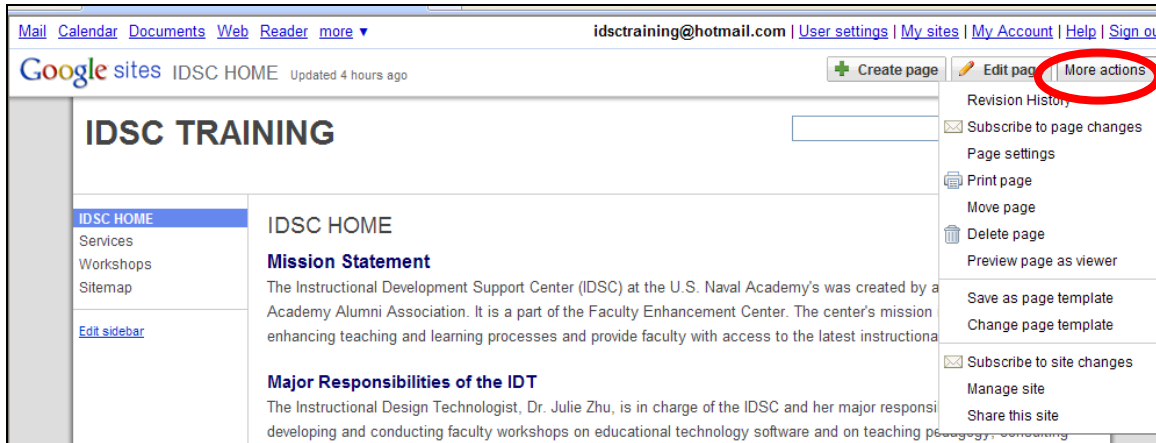 Mail Calendar Documents Web Reader more ▼ idsctraining@hotmail.com | User settings | My sites | My Account | Help | Sign ou
Google sites IDSC HOME Updated 4 hours ago Create page Edit page More actions
Revision History
Subscribe to page changes
Page settings
Print page
Move page
Delete page
Preview page as viewer
Save as page template
Change page template
Subscribe to site changes
Manage site
Share this site
IDSC TRAINING
IDSC HOME
Services
Workshops
Sitemap
Edit sidebar
IDSC HOME
Mission Statement
The Instructional Development Support Center (IDSC) at the U.S. Naval Academy's was created by a
Academy Alumni Association. It is a part of the Faculty Enhancement Center. The center's mission
enhancing teaching and learning processes and provide faculty with access to the latest instructiona
Major Responsibilities of the IDT
The Instructional Design Technologist, Dr. Julie Zhu, is in charge of the IDSC and her major responsi
developing and conducting faculty workshops on educational technology software and on teaching pedagogy, consulting